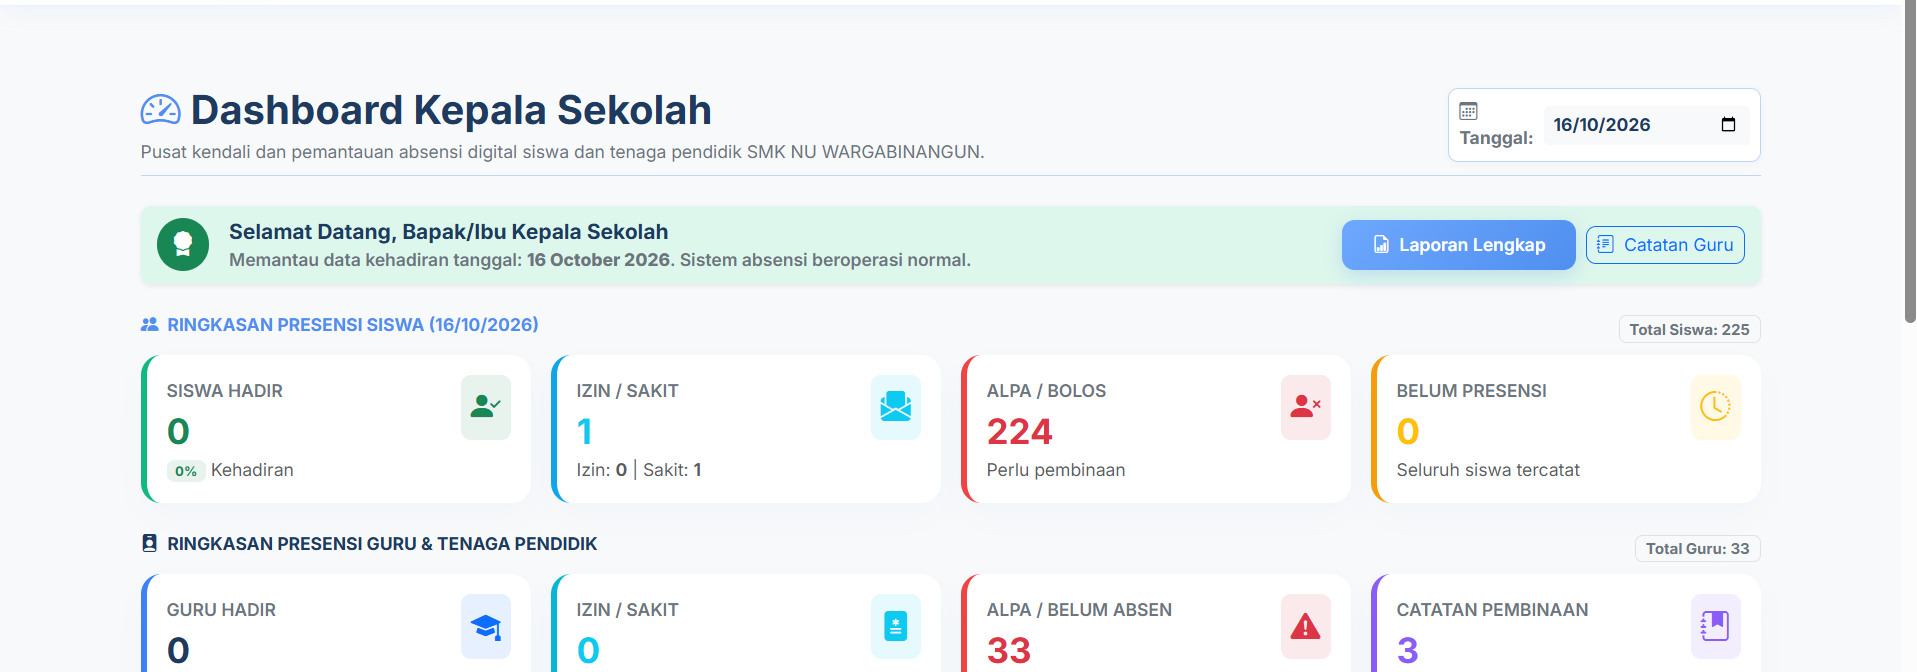 Dashboard Kepala Sekolah
Pusat kendali dan pemantauan absensi digital siswa dan tenaga pendidik SMK NU WARGABINANGUN.
Tanggal:
16/10/2026
Selamat Datang, Bapak/Ibu Kepala Sekolah
Memantau data kehadiran tanggal: 16 October 2026. Sistem absensi beroperasi normal.
Laporan Lengkap
Catatan Guru
RINGKASAN PRESENSI SISWA (16/10/2026)
Total Siswa: 225
SISWA HADIR
0
0% Kehadiran
IZIN / SAKIT
1
Izin: 0 | Sakit: 1
ALPA / BOLOS
224
Perlu pembinaan
BELUM PRESENSI
0
Seluruh siswa tercatat
RINGKASAN PRESENSI GURU & TENAGA PENDIDIK
Total Guru: 33
GURU HADIR
0
IZIN / SAKIT
0
ALPA / BELUM ABSEN
33
CATATAN PEMBINAAN
3